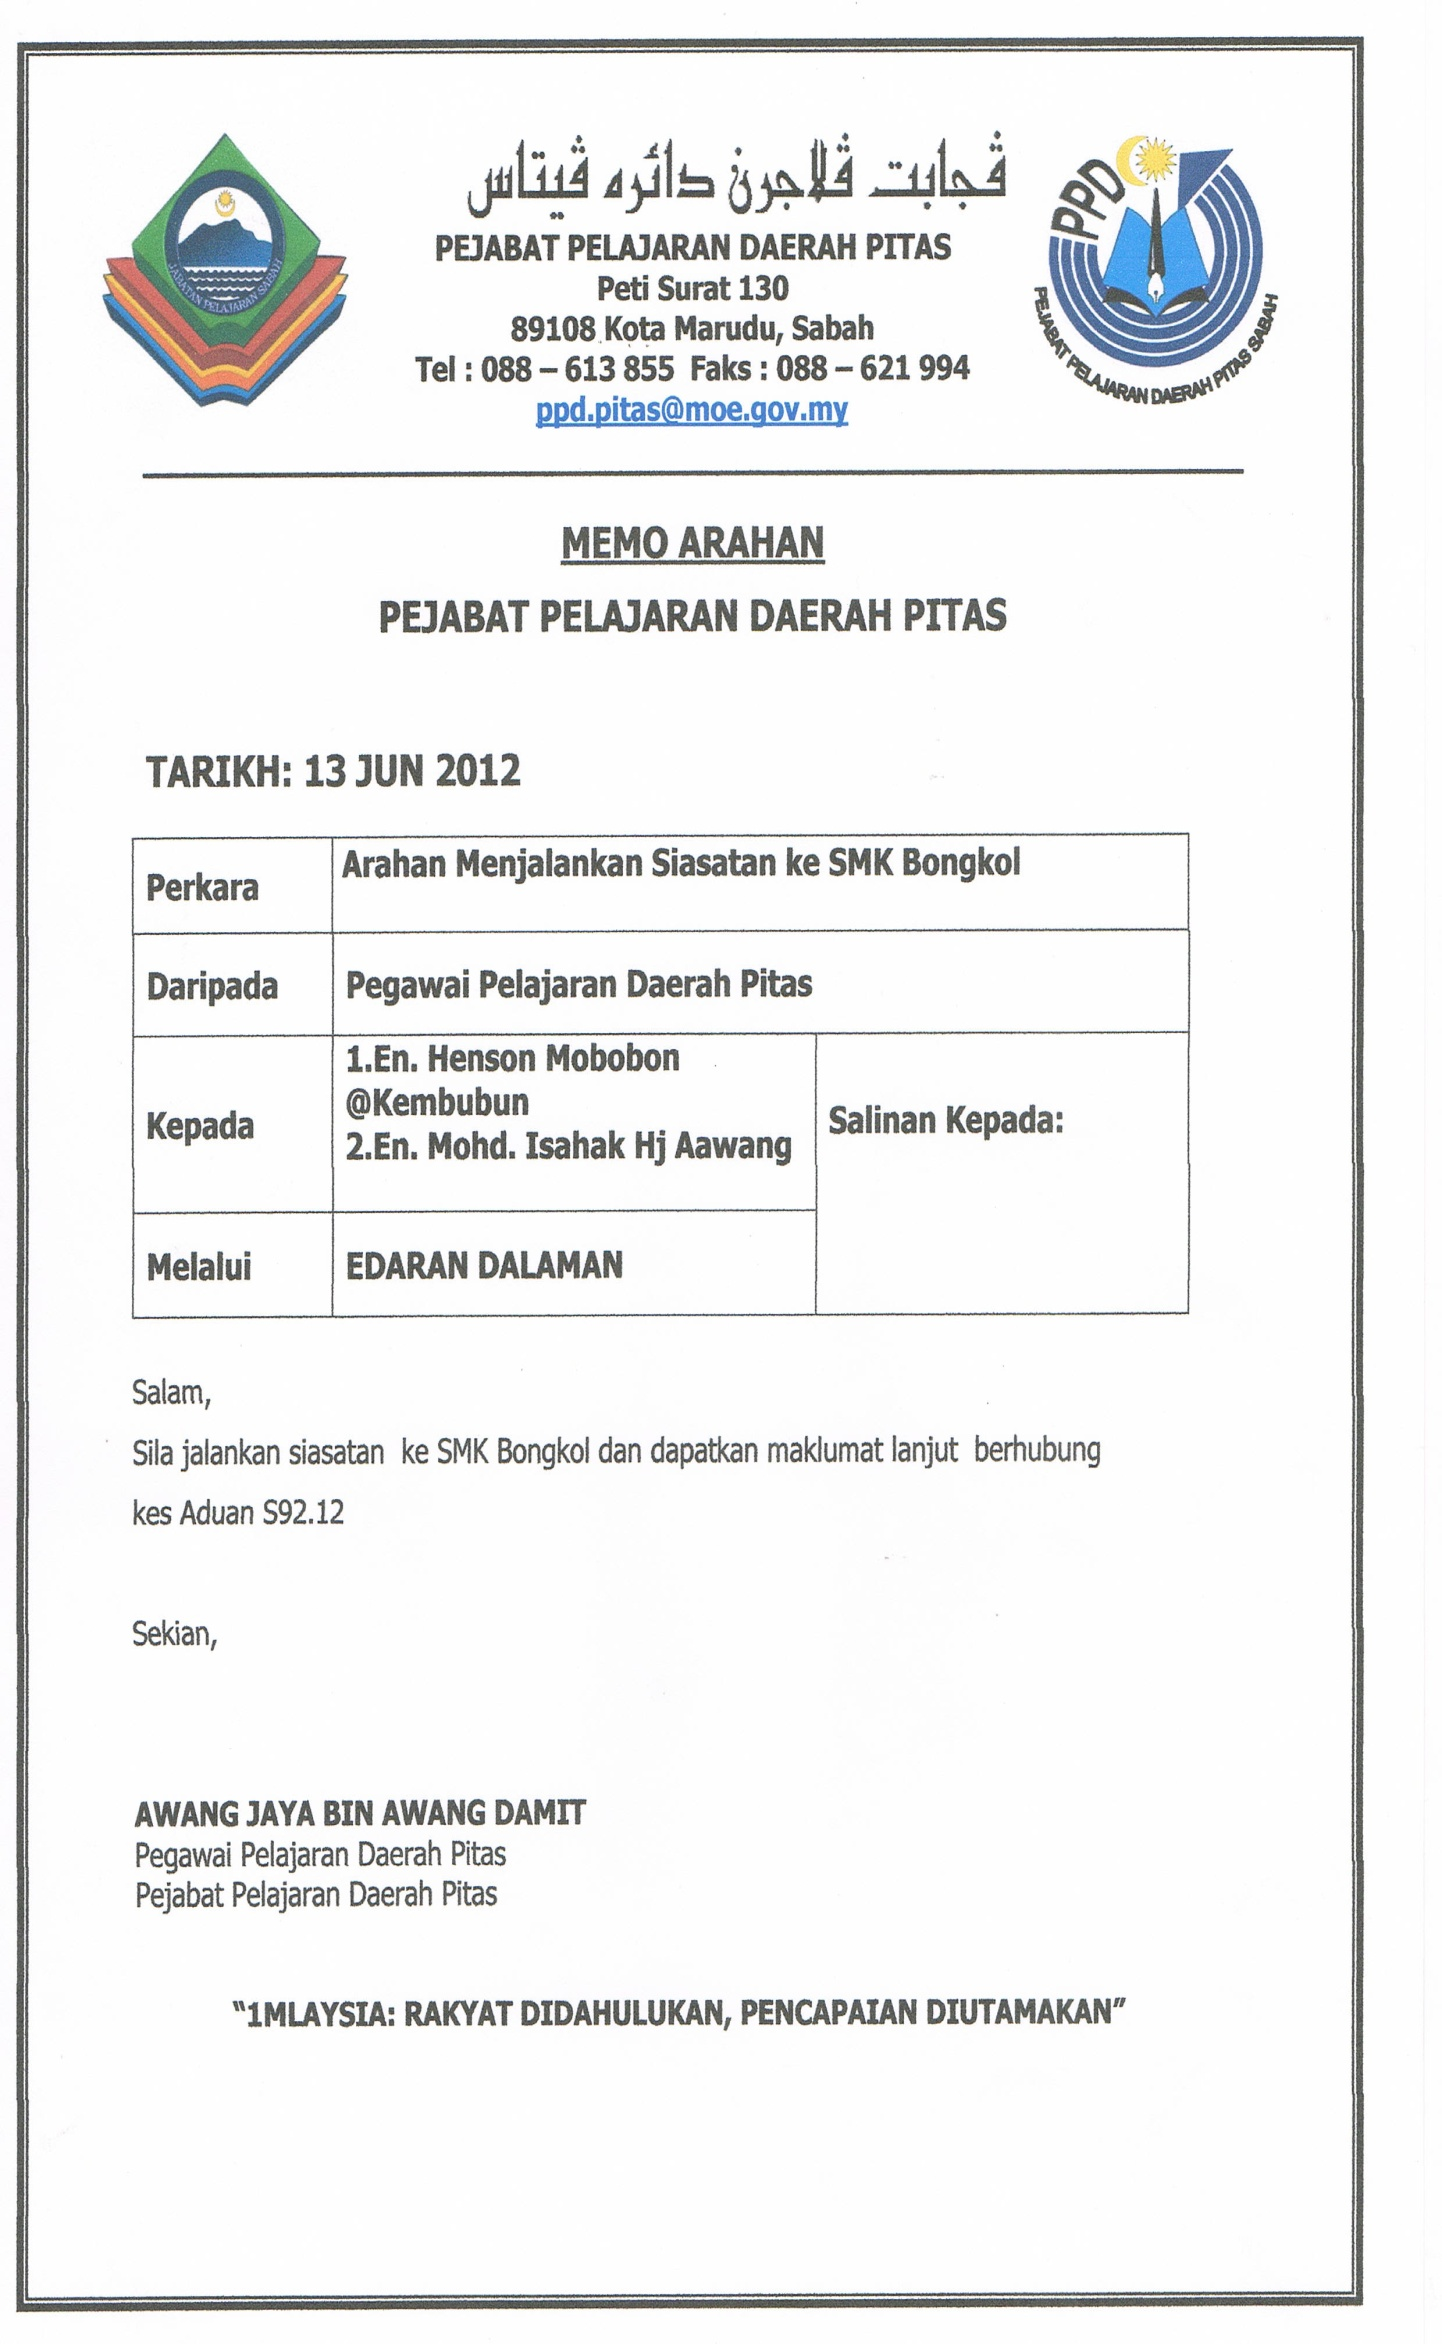 ڤجابت ڤلاجرن دائره ڤيتاس
PEJABAT PELAJARAN DAERAH PITAS
Peti Surat 130
89108 Kota Marudu, Sabah
Tel : 088 – 613 855 Faks : 088 – 621 994
ppd.pitas@moe.gov.my
JABATAN PELAJARAN SABAH
PPD
PEJABAT PELAJARAN DAERAH PITAS SABAH
MEMO ARAHAN
PEJABAT PELAJARAN DAERAH PITAS
TARIKH: 13 JUN 2012
Perkara
Arahan Menjalankan Siasatan ke SMK Bongkol
Daripada
Pegawai Pelajaran Daerah Pitas
Kepada
1.En. Henson Mobobon
@Kembubun
2.En. Mohd. Isahak Hj Aawang
Salinan Kepada:
Melalui
EDARAN DALAMAN
Salam,
Sila jalankan siasatan ke SMK Bongkol dan dapatkan maklumat lanjut berhubung
kes Aduan S92.12
Sekian,
AWANG JAYA BIN AWANG DAMIT
Pegawai Pelajaran Daerah Pitas
Pejabat Pelajaran Daerah Pitas
“1MLAYSIA: RAKYAT DIDAHULUKAN, PENCAPAIAN DIUTAMAKAN”